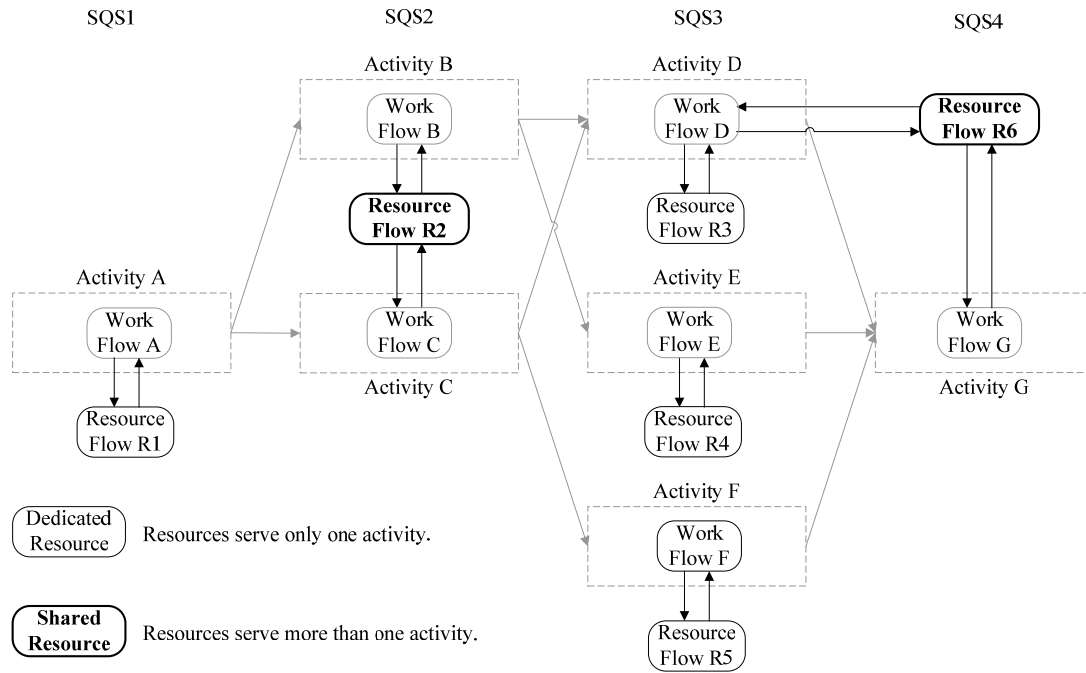 SQS1
SQS2
SQS3
SQS4
Activity B
Work
Flow B
Resource
Flow R2
Work
Flow C
Activity C
Activity A
Work
Flow A
Resource
Flow R1
Activity D
Work
Flow D
Resource
Flow R3
Activity E
Work
Flow E
Resource
Flow R4
Activity F
Work
Flow F
Resource
Flow R5
Resource
Flow R6
Work
Flow G
Activity G
Dedicated
Resource
Resources serve only one activity.
Shared
Resource
Resources serve more than one activity.